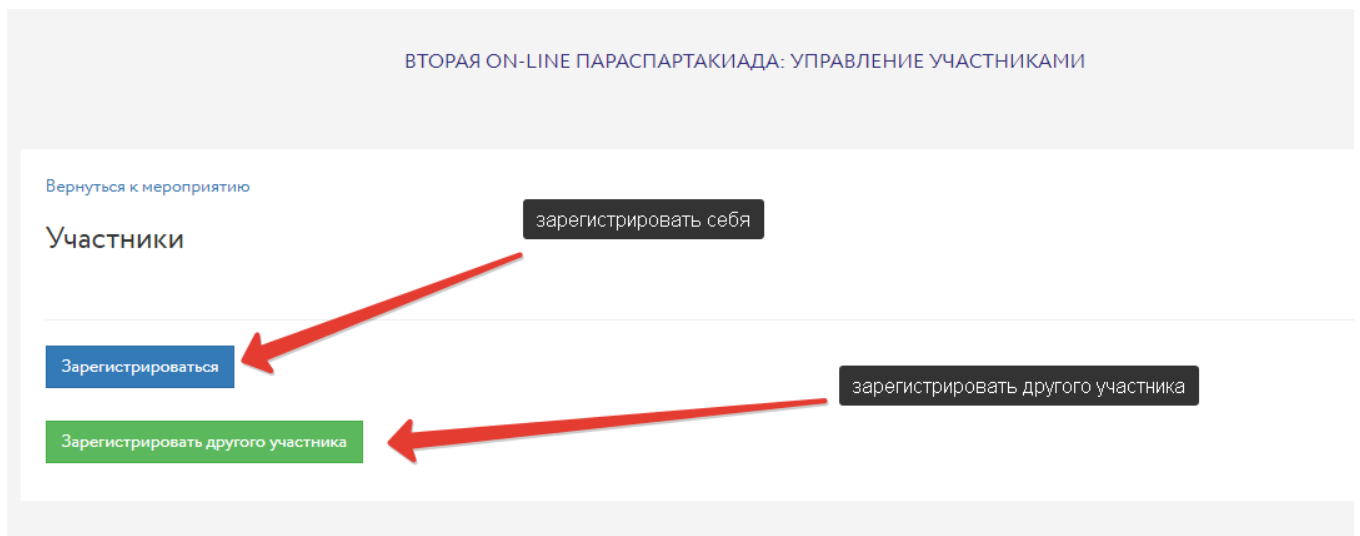 ВТОРАЯ ON-LINE ПАРАСПАРТАКИАДА: УПРАВЛЕНИЕ УЧАСТНИКАМИ
Вернуться к мероприятию
зарегистрировать себя
Участники
Зарегистрироваться
зарегистрировать другого участника
Зарегистрировать другого участника